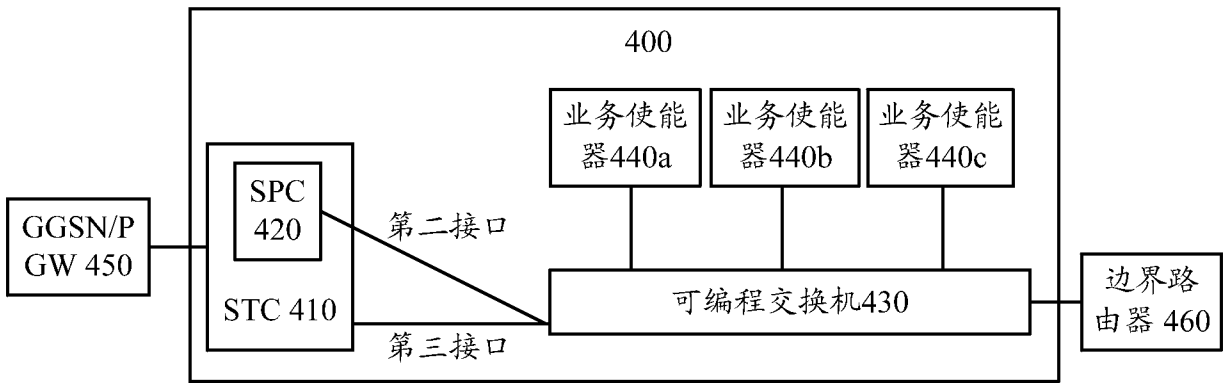 400
业务使能
器440a
业务使能
器440b
业务使能
器440c
SPC
420
第二接口
GGSN/P
GW 450
STC 410
第三接口
可编程交换机430
边界路
由器 460